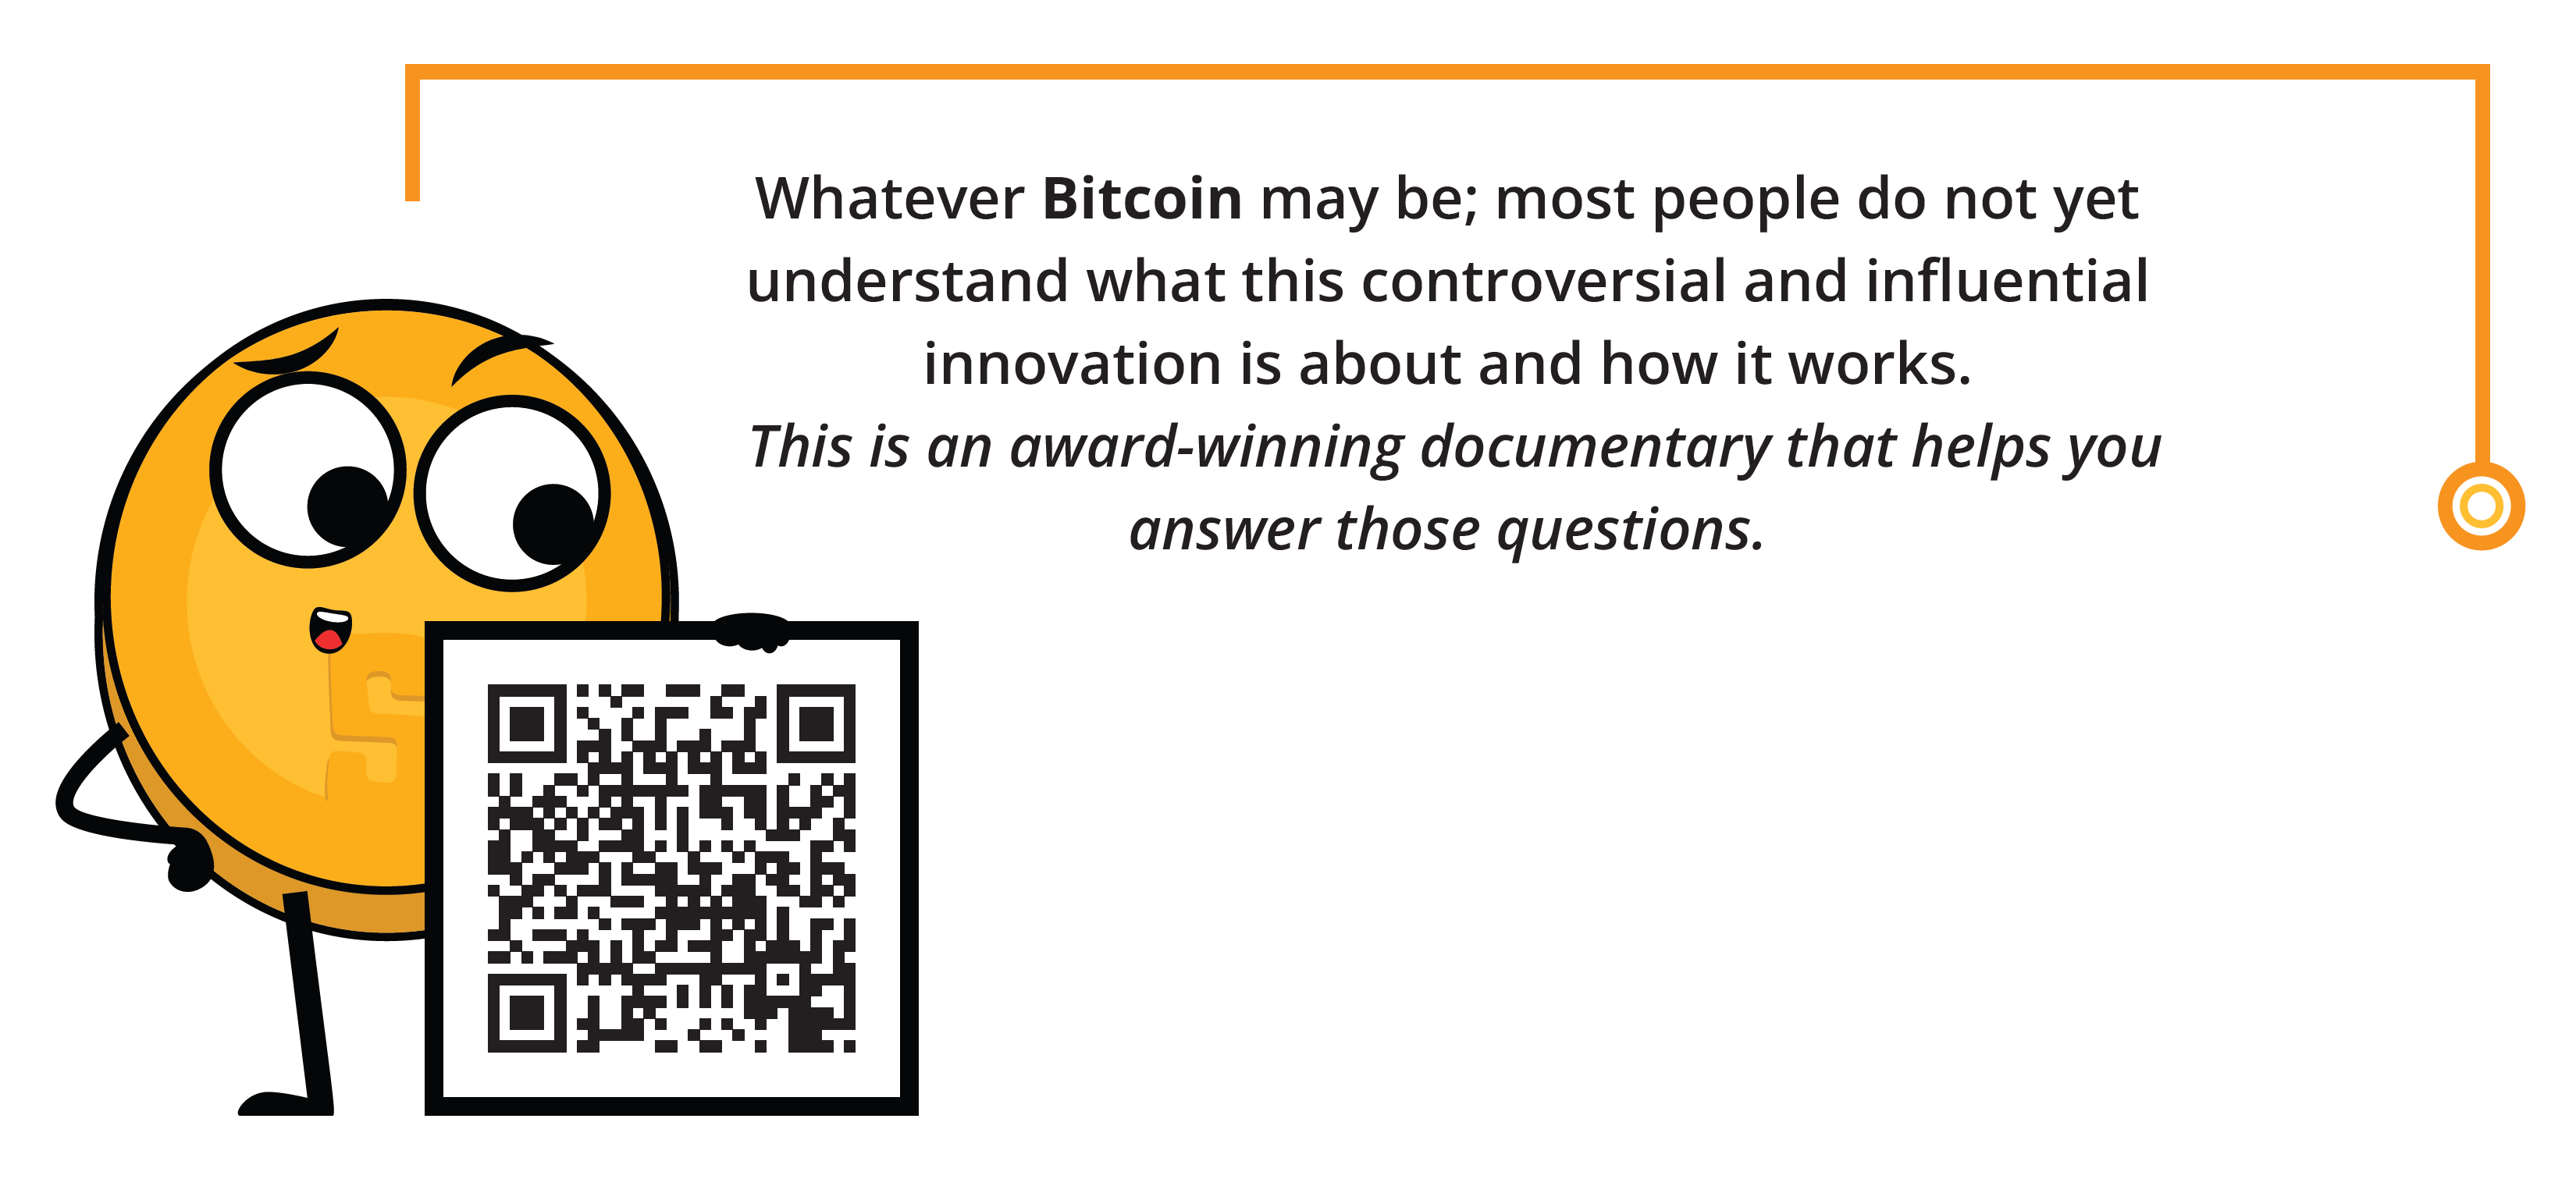 Whatever Bitcoin may be; most people do not yet
understand what this controversial and influential
innovation is about and how it works.
This is an award-winning documentary that helps you
answer those questions.